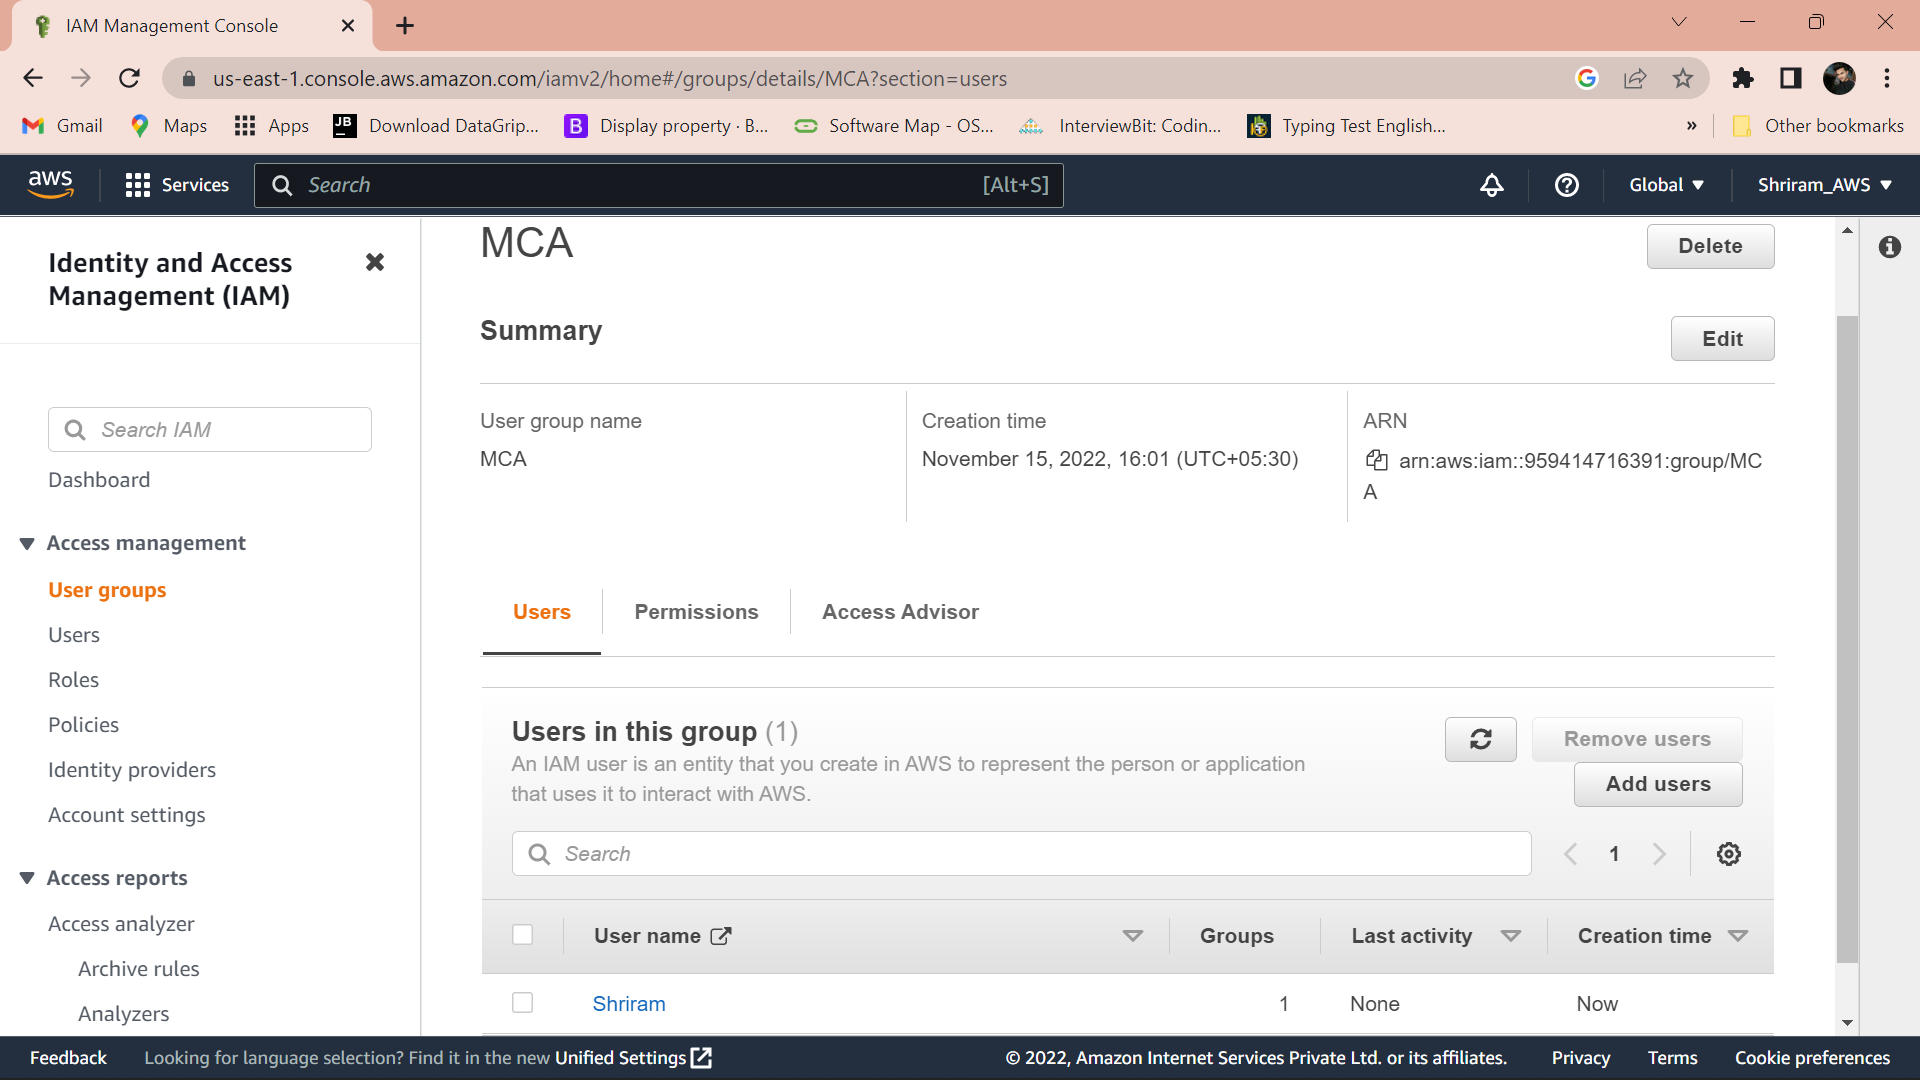 IAM Management Console
us-east-1.console.aws.amazon.com/iamv2/home#/groups/details/MCA?section=users
Gmail Maps Apps JB Download DataGrip... B Display property · B... Software Map - OS... InterviewBit: Codin... Typing Test English... » Other bookmarks
aws Services Search [Alt+S] Global Shriram_AWS
Identity and Access
Management (IAM)
Search IAM
Dashboard
Access management
User groups
Users
Roles
Policies
Identity providers
Account settings
Access reports
Access analyzer
Archive rules
Analyzers
MCA
Delete
Summary
Edit
User group name
MCA
Creation time
November 15, 2022, 16:01 (UTC+05:30)
ARN
arn:aws:iam::959414716391:group/MC
A
Users Permissions Access Advisor
Users in this group (1)
An IAM user is an entity that you create in AWS to represent the person or application
that uses it to interact with AWS.
Remove users
Add users
Search
1
User name Groups Last activity Creation time
Shriram 1 None Now
Feedback Looking for language selection? Find it in the new Unified Settings © 2022, Amazon Internet Services Private Ltd. or its affiliates. Privacy Terms Cookie preferences